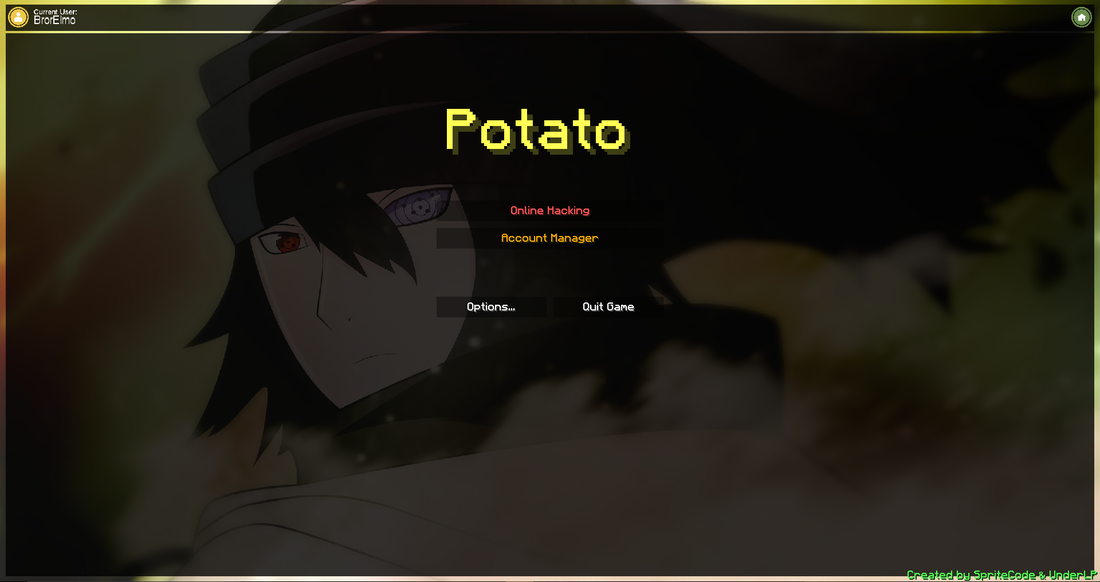 Current User:
BrorElmo
Potato
Online Hacking
Account Manager
Options... Quit Game
Created by SpriteCode & UnderLP